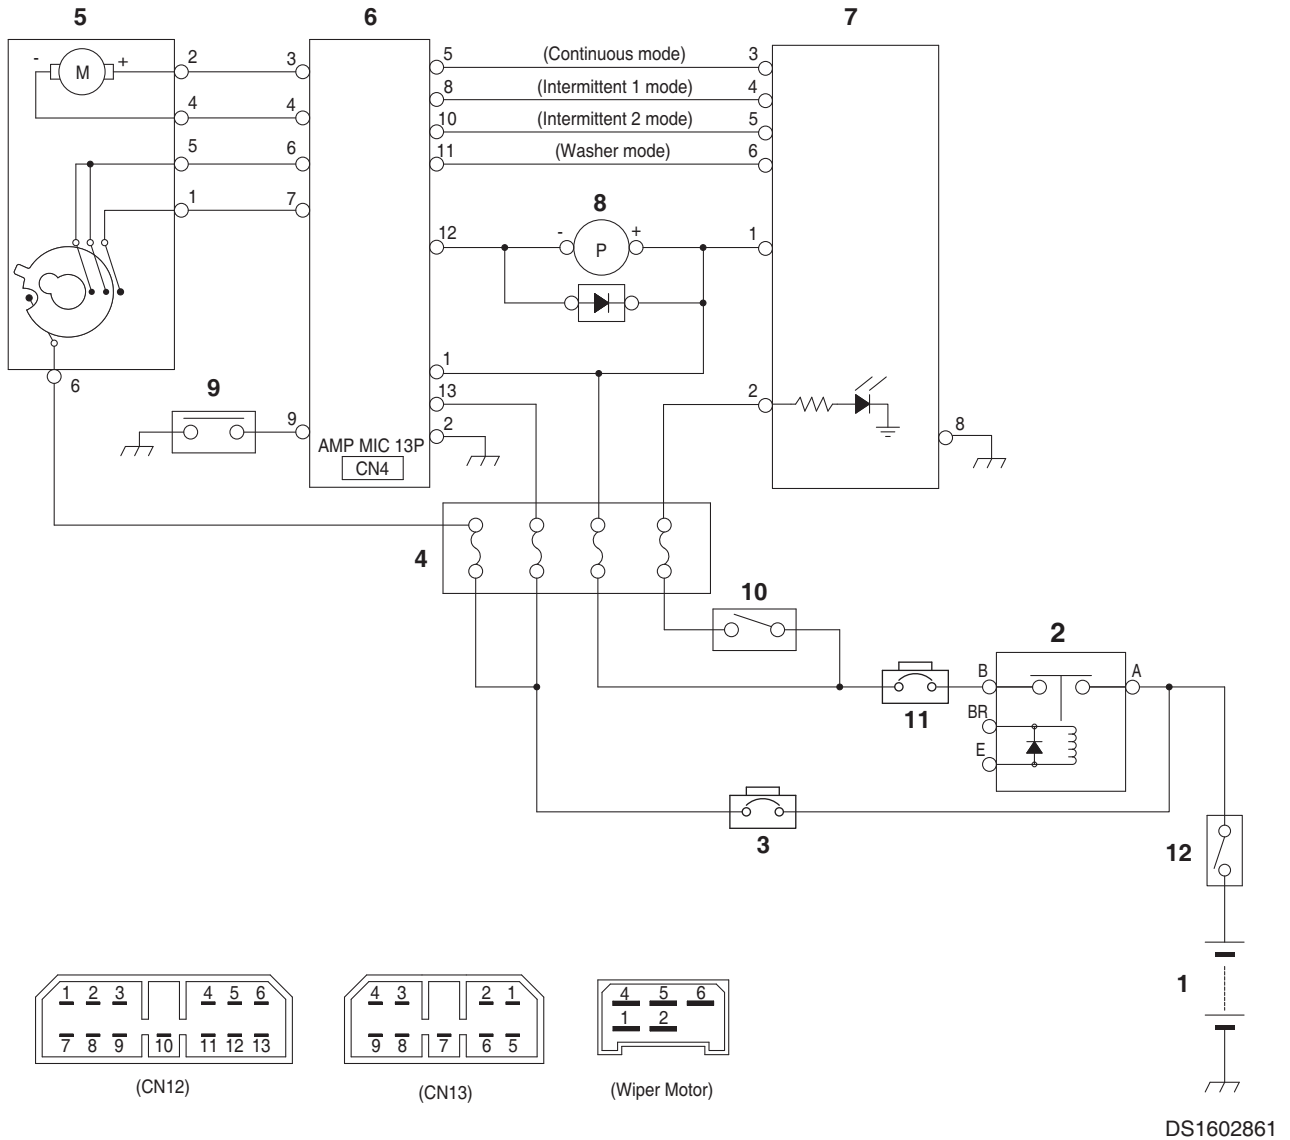 5 6 7
- M + 2 3 5 (Continuous mode) 3
8 (Intermittent 1 mode) 4
4 4 10 (Intermittent 2 mode) 5
5 6 11 (Washer mode) 6
1 7
8
12 - P + 1
1
6 9 13 2
9 2 8
AMP MIC 13P
CN4
4
10
2
B A
11
BR
E
3
12
1
1 2 3 4 5 6
7 8 9 10 11 12 13
(CN12)
4 3 2 1
9 8 7 6 5
(CN13)
4 5 6
1 2
(Wiper Motor)
DS1602861